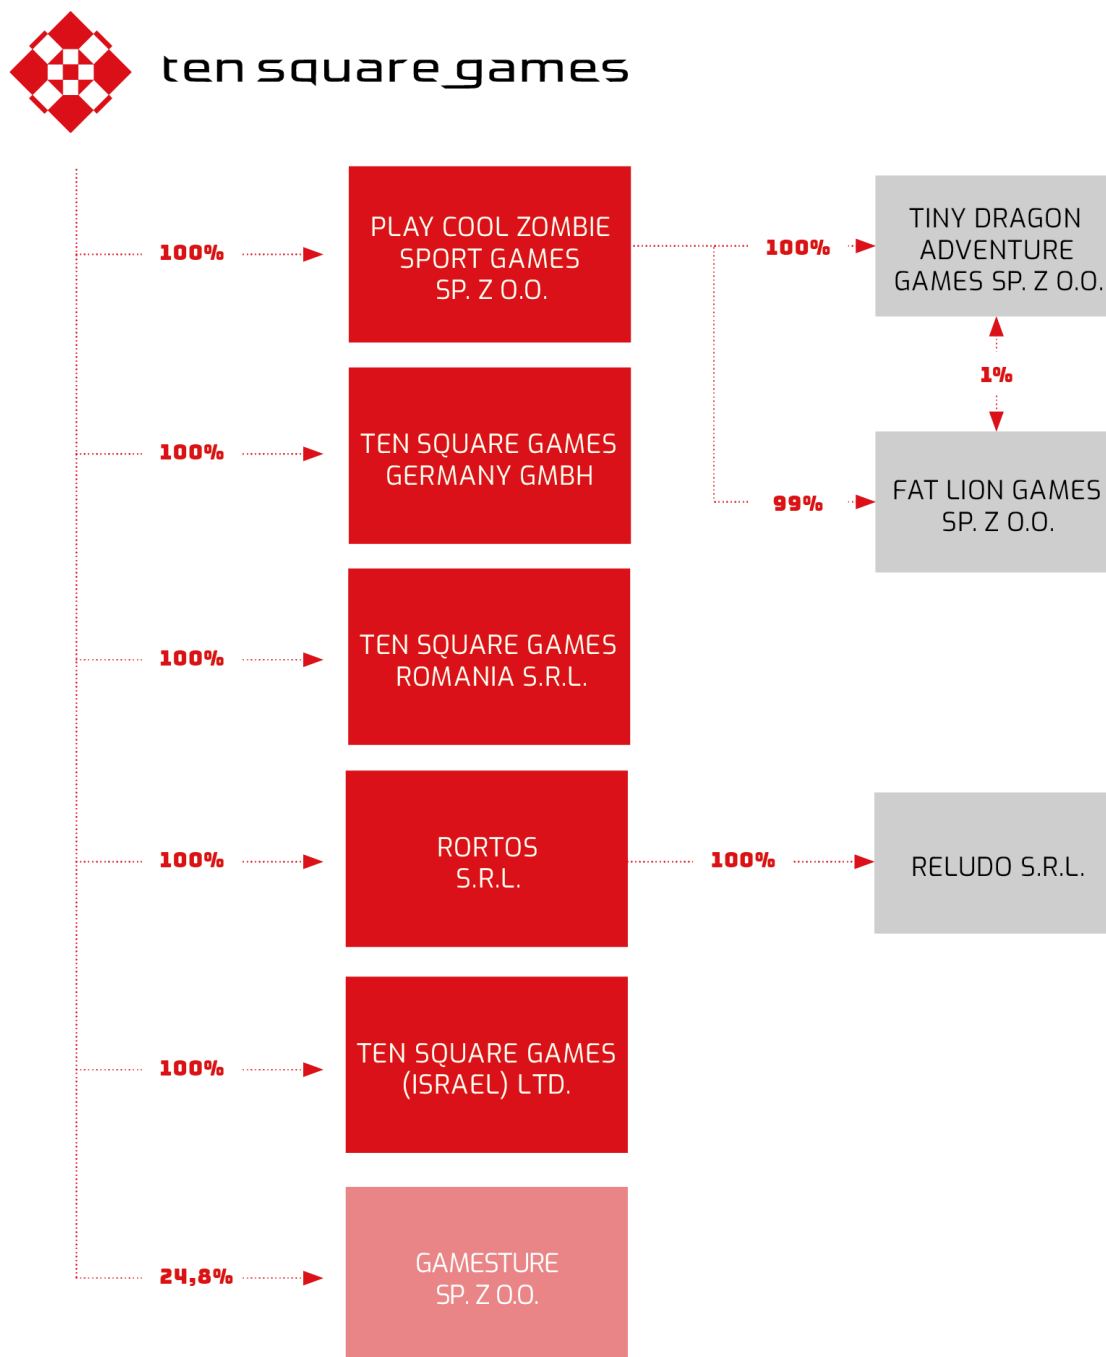 ten square games
100%
PLAY COOL ZOMBIE
SPORT GAMES
SP. Z O.O.
100%
TINY DRAGON
ADVENTURE
GAMES SP. Z O.O.
1%
100%
TEN SQUARE GAMES
GERMANY GMBH
99%
FAT LION GAMES
SP. Z O.O.
100%
TEN SQUARE GAMES
ROMANIA S.R.L.
100%
RORTOS
S.R.L.
100%
RELUDO S.R.L.
100%
TEN SQUARE GAMES
(ISRAEL) LTD.
24,8%
GAMESTURE
SP. Z O.O.